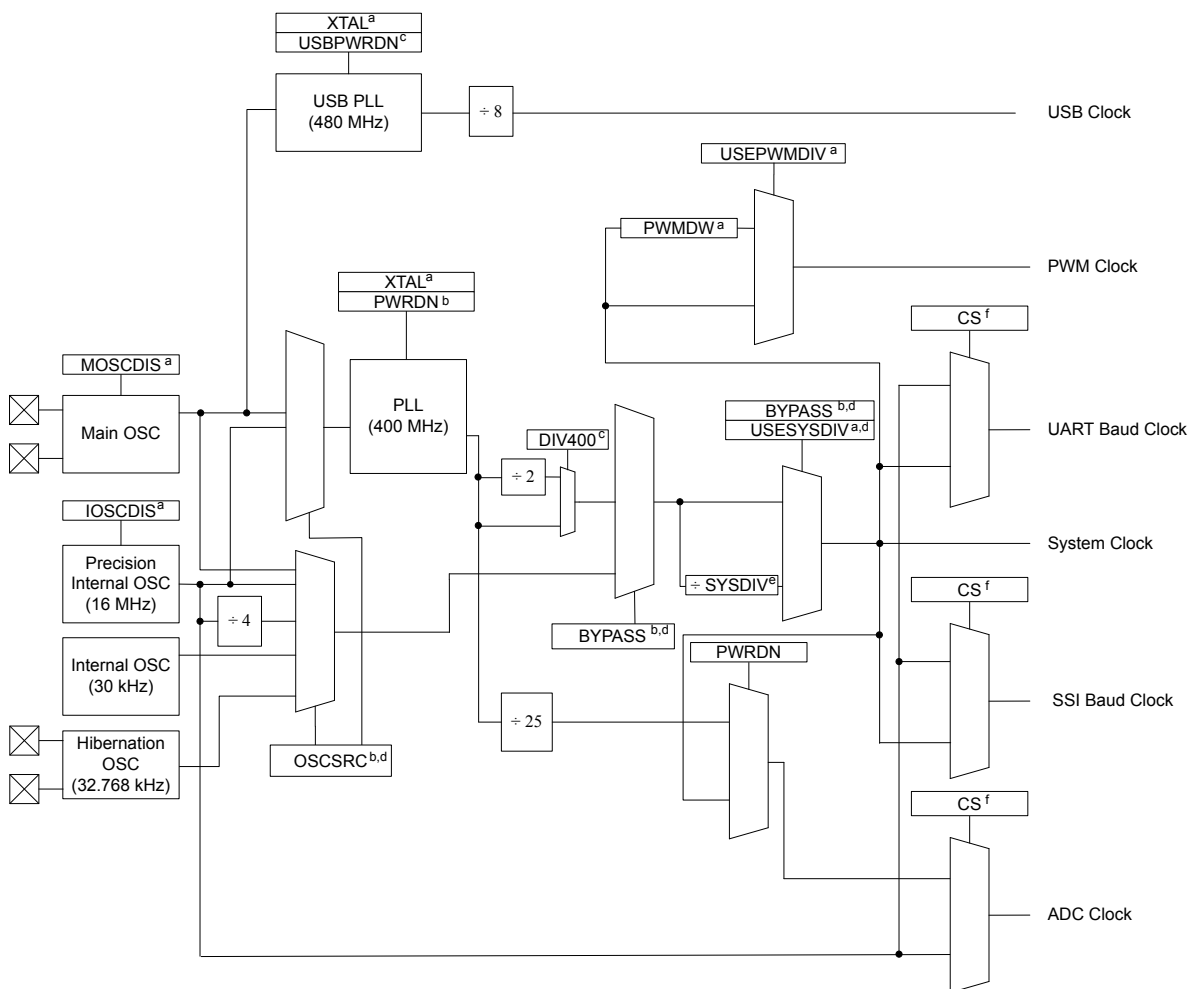 XTAL a
USBPWRDN c
USB PLL
(480 MHz)
÷ 8
USB Clock
USEPWMDIV a
PWMDW a
PWM Clock
XTAL a
PWRDN b
CS f
MOSCDIS a
Main OSC
PLL
(400 MHz)
BYPASS b,d
USESYSDIV a,d
DIV400 c
÷ 2
UART Baud Clock
IOSCDIS a
Precision
Internal OSC
(16 MHz)
System Clock
÷ SYSDIV e
÷ 4
CS f
BYPASS b,d
Internal OSC
(30 kHz)
PWRDN
SSI Baud Clock
÷ 25
Hibernation
OSC
(32.768 kHz)
OSCSRC b,d
CS f
ADC Clock